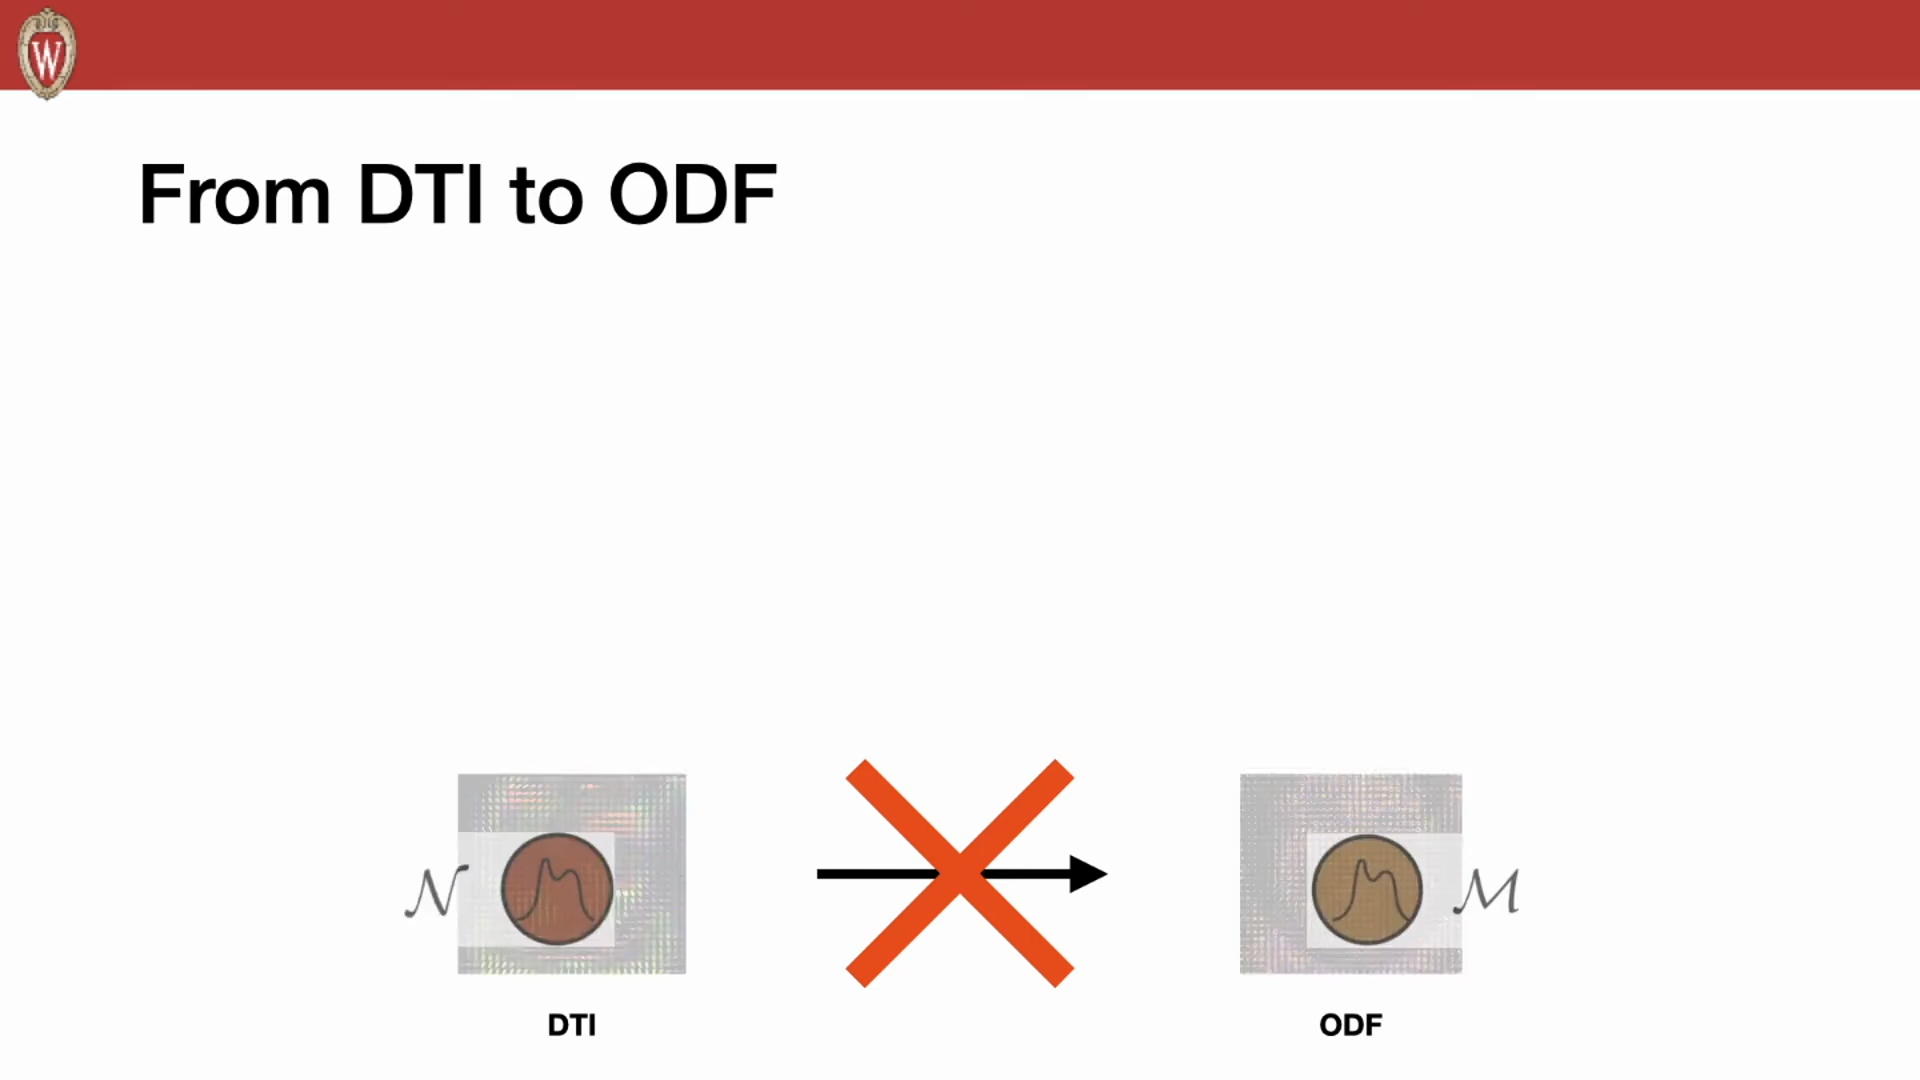 W
From DTI to ODF
𝒩
ℳ
DTI
ODF